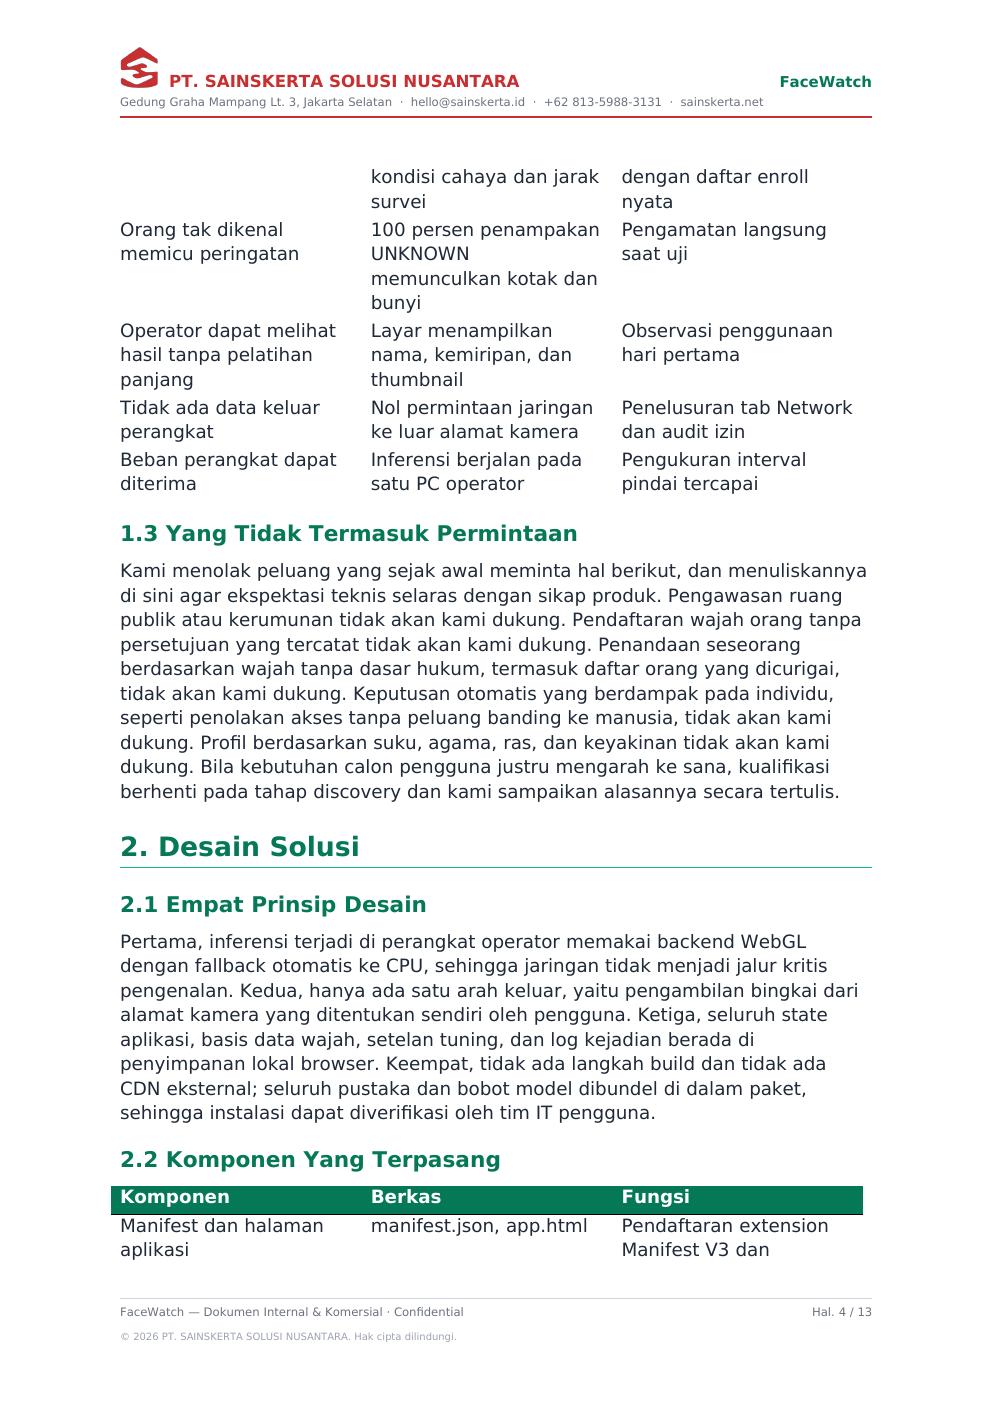 PT. SAINSKERTA SOLUSI NUSANTARA
FaceWatch
Gedung Graha Mampang Lt. 3, Jakarta Selatan · hello@sainskerta.id · +62 813-5988-3131 · sainskerta.net
kondisi cahaya dan jarak
survei
dengan daftar enroll
nyata
Orang tak dikenal
memicu peringatan
100 persen penampakan
UNKNOWN
memunculkan kotak dan
bunyi
Pengamatan langsung
saat uji
Operator dapat melihat
hasil tanpa pelatihan
panjang
Layar menampilkan
nama, kemiripan, dan
thumbnail
Observasi penggunaan
hari pertama
Tidak ada data keluar
perangkat
Nol permintaan jaringan
ke luar alamat kamera
Penelusuran tab Network
dan audit izin
Beban perangkat dapat
diterima
Inferensi berjalan pada
satu PC operator
Pengukuran interval
pindai tercapai
1.3 Yang Tidak Termasuk Permintaan
Kami menolak peluang yang sejak awal meminta hal berikut, dan menuliskannya
di sini agar ekspektasi teknis selaras dengan sikap produk. Pengawasan ruang
publik atau kerumunan tidak akan kami dukung. Pendaftaran wajah orang tanpa
persetujuan yang tercatat tidak akan kami dukung. Penandaan seseorang
berdasarkan wajah tanpa dasar hukum, termasuk daftar orang yang dicurigai,
tidak akan kami dukung. Keputusan otomatis yang berdampak pada individu,
seperti penolakan akses tanpa peluang banding ke manusia, tidak akan kami
dukung. Profil berdasarkan suku, agama, ras, dan keyakinan tidak akan kami
dukung. Bila kebutuhan calon pengguna justru mengarah ke sana, kualifikasi
berhenti pada tahap discovery dan kami sampaikan alasannya secara tertulis.
2. Desain Solusi
2.1 Empat Prinsip Desain
Pertama, inferensi terjadi di perangkat operator memakai backend WebGL
dengan fallback otomatis ke CPU, sehingga jaringan tidak menjadi jalur kritis
pengenalan. Kedua, hanya ada satu arah keluar, yaitu pengambilan bingkai dari
alamat kamera yang ditentukan sendiri oleh pengguna. Ketiga, seluruh state
aplikasi, basis data wajah, setelan tuning, dan log kejadian berada di
penyimpanan lokal browser. Keempat, tidak ada langkah build dan tidak ada
CDN eksternal; seluruh pustaka dan bobot model dibundel di dalam paket,
sehingga instalasi dapat diverifikasi oleh tim IT pengguna.
2.2 Komponen Yang Terpasang
Komponen
Berkas
Fungsi
Manifest dan halaman
aplikasi
manifest.json, app.html
Pendaftaran extension
Manifest V3 dan
FaceWatch — Dokumen Internal & Komersial · Confidential
Hal. 4 / 13
© 2026 PT. SAINSKERTA SOLUSI NUSANTARA. Hak cipta dilindungi.